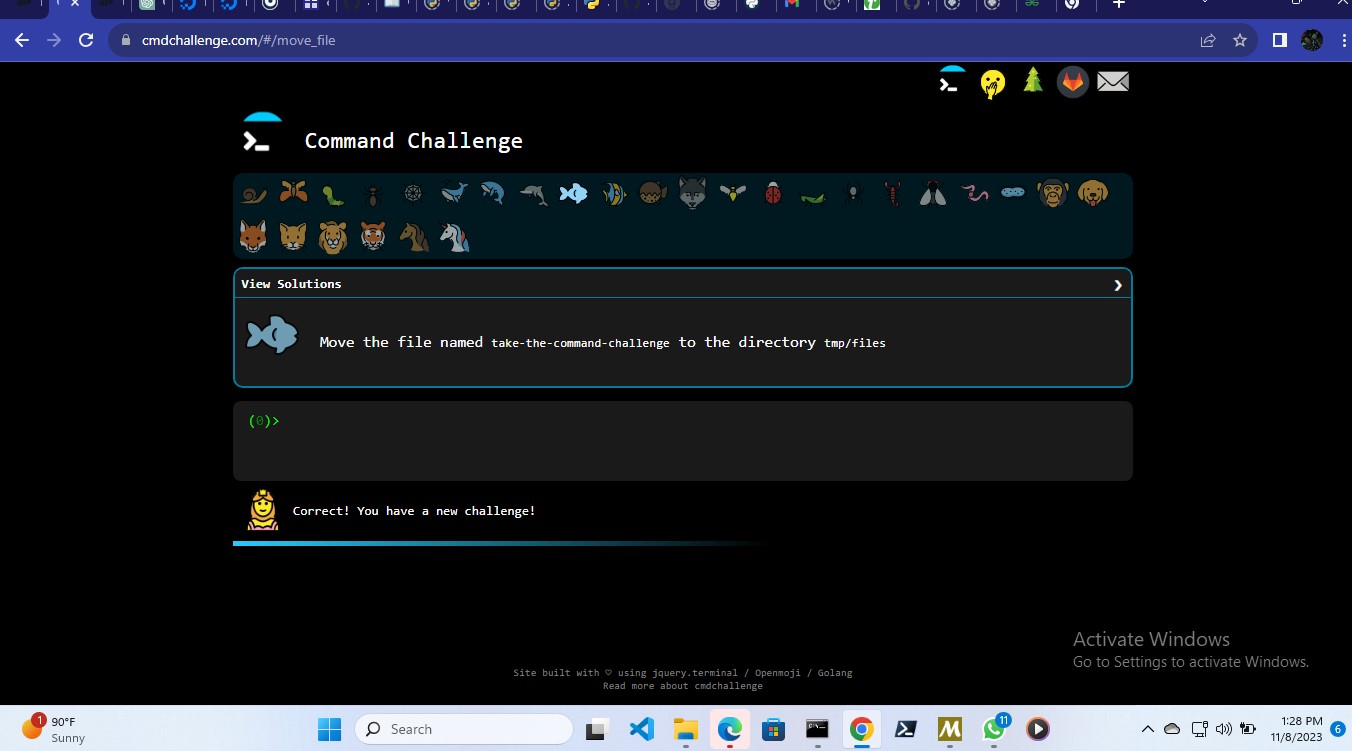 cmdchallenge.com/#/move_file
Command Challenge
View Solutions
Move the file named take-the-command-challenge to the directory tmp/files
(0)>
Correct! You have a new challenge!
Activate Windows
Go to Settings to activate Windows.
Site built with ♡ using jquery.terminal / Openmoji / Golang
Read more about cmdchallenge
1
90°F
Sunny
Search
11
1:28 PM
11/8/2023
6